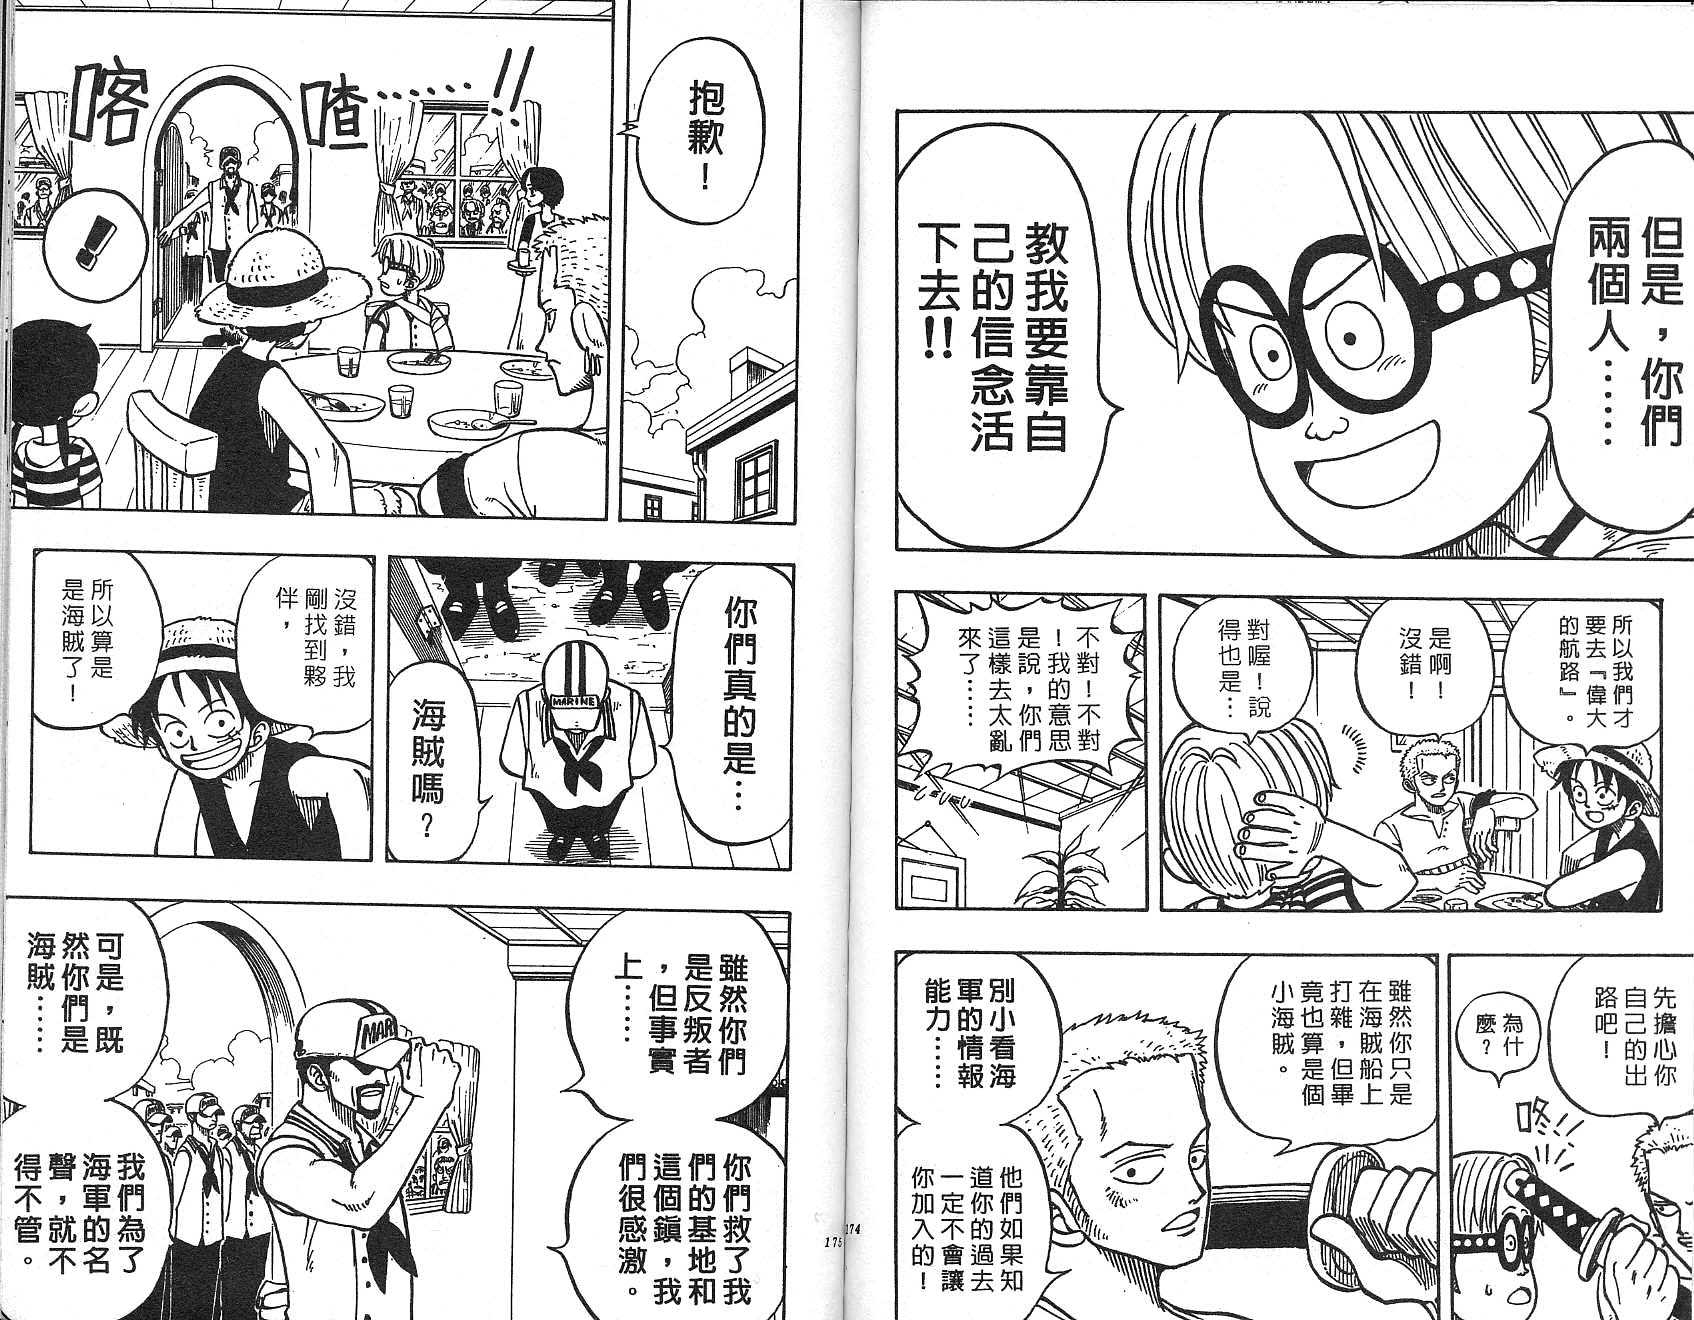 但是，你們
兩個人……
教我要靠自
己的信念活
下去!!
所以我們才
要去『偉大
的航路』。
是啊！
沒錯！
對喔！說
得也是…
不對！不對
！我的意思
是說，你們
這樣去太亂
來了……
先擔心你
自己的出
路吧！
為什
麼？
咚!!
雖然你只是
在海賊船上
打雜，但畢
竟也算是個
小海賊。
別小看海
軍的情報
能力……
他們如果知
道你的過去
一定不會讓
你加入的！
174
抱歉！
喀
喳……!!
！
你們真的是…
海賊嗎？
MARINE
沒錯，我
剛找到夥
伴，
所以算是
是海賊了！
雖然你們
是反叛者
，但事實
上……
你們救了我
們的基地和
這個鎮，我
們很感激。
MARI
可是，既
然你們是
海賊……
我們為了
海軍的名
聲，就不
得不管。
175